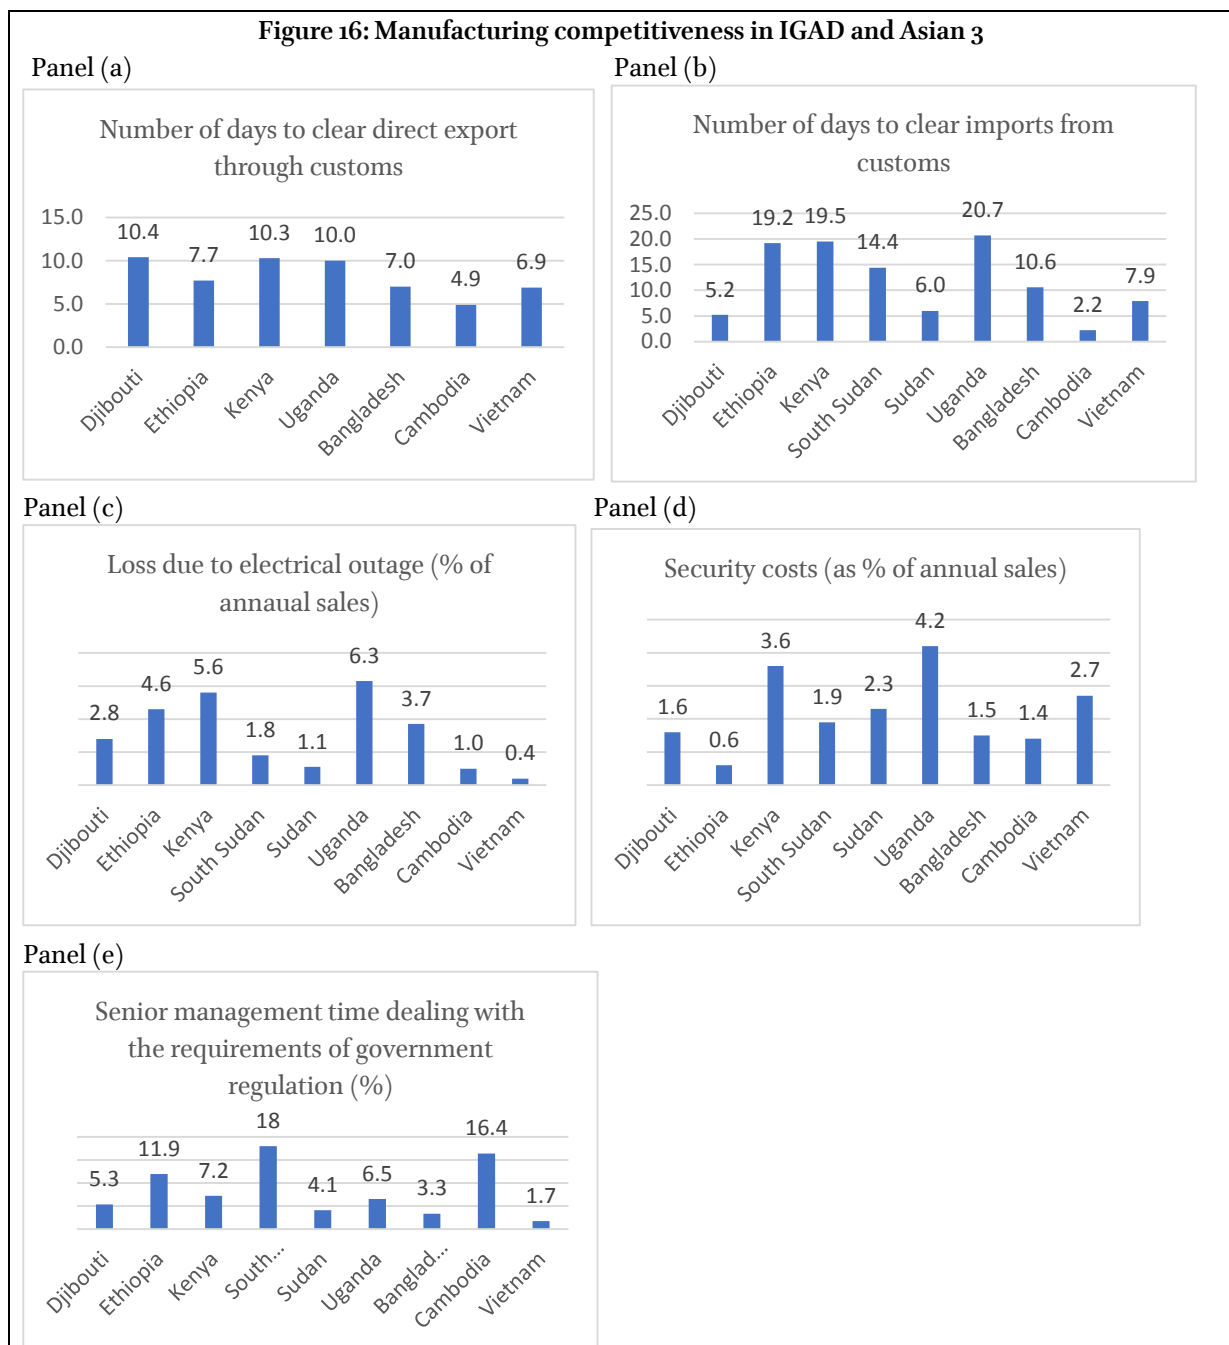 Figure 16: Manufacturing competitiveness in IGAD and Asian 3
Panel (a)
Number of days to clear direct export
through customs
15.0
10.0
5.0
0.0
10.4
7.7
10.3
10.0
7.0
4.9
6.9
Djibouti
Ethiopia
Kenya
Uganda
Bangladesh
Cambodia
Vietnam
Panel (b)
Number of days to clear imports from
customs
25.0
20.0
15.0
10.0
5.0
0.0
5.2
19.2
19.5
14.4
6.0
20.7
10.6
2.2
7.9
Djibouti
Ethiopia
Kenya
South Sudan
Sudan
Uganda
Bangladesh
Cambodia
Vietnam
Panel (c)
Loss due to electrical outage (% of
annaual sales)
2.8
4.6
5.6
1.8
1.1
6.3
3.7
1.0
0.4
Djibouti
Ethiopia
Kenya
South Sudan
Sudan
Uganda
Bangladesh
Cambodia
Vietnam
Panel (d)
Security costs (as % of annual sales)
1.6
0.6
3.6
1.9
2.3
4.2
1.5
1.4
2.7
Djibouti
Ethiopia
Kenya
South Sudan
Sudan
Uganda
Bangladesh
Cambodia
Vietnam
Panel (e)
Senior management time dealing with
the requirements of government
regulation (%)
5.3
11.9
7.2
18
4.1
6.5
3.3
16.4
1.7
Djibouti
Ethiopia
Kenya
South...
Sudan
Uganda
Banglad...
Cambodia
Vietnam